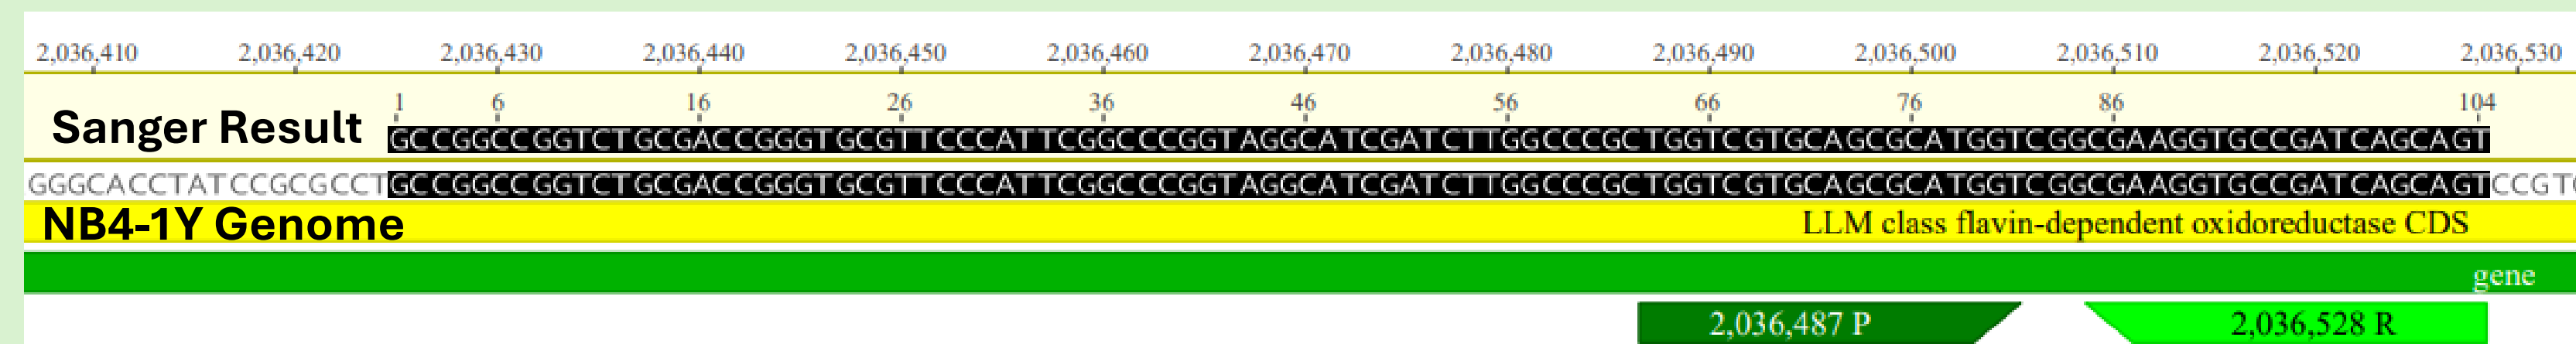 2,036,410 2,036,420 2,036,430 2,036,440 2,036,450 2,036,460 2,036,470 2,036,480 2,036,490 2,036,500 2,036,510 2,036,520 2,036,530
1 6 16 26 36 46 56 66 76 86 104
Sanger Result GCCGGCCGGTCTGCGACCGGGTGCGTTCCCATTCGGCCCGGTAGGCATCGATCTTGGCCCGCTGGTCGTGCAGCGCATGGTCGGCGAAGGTGCCGATCAGCAGT
GGGCACCTATCCGCGCCTGCCGGCCGGTCTGCGACCGGGTGCGTTCCCATTCGGCCCGGTAGGCATCGATCTTGGCCCGCTGGTCGTGCAGCGCATGGTCGGCGAAGGTGCCGATCAGCAGTCCGT
NB4-1Y Genome LLM class flavin-dependent oxidoreductase CDS
gene
2,036,487 P 2,036,528 R